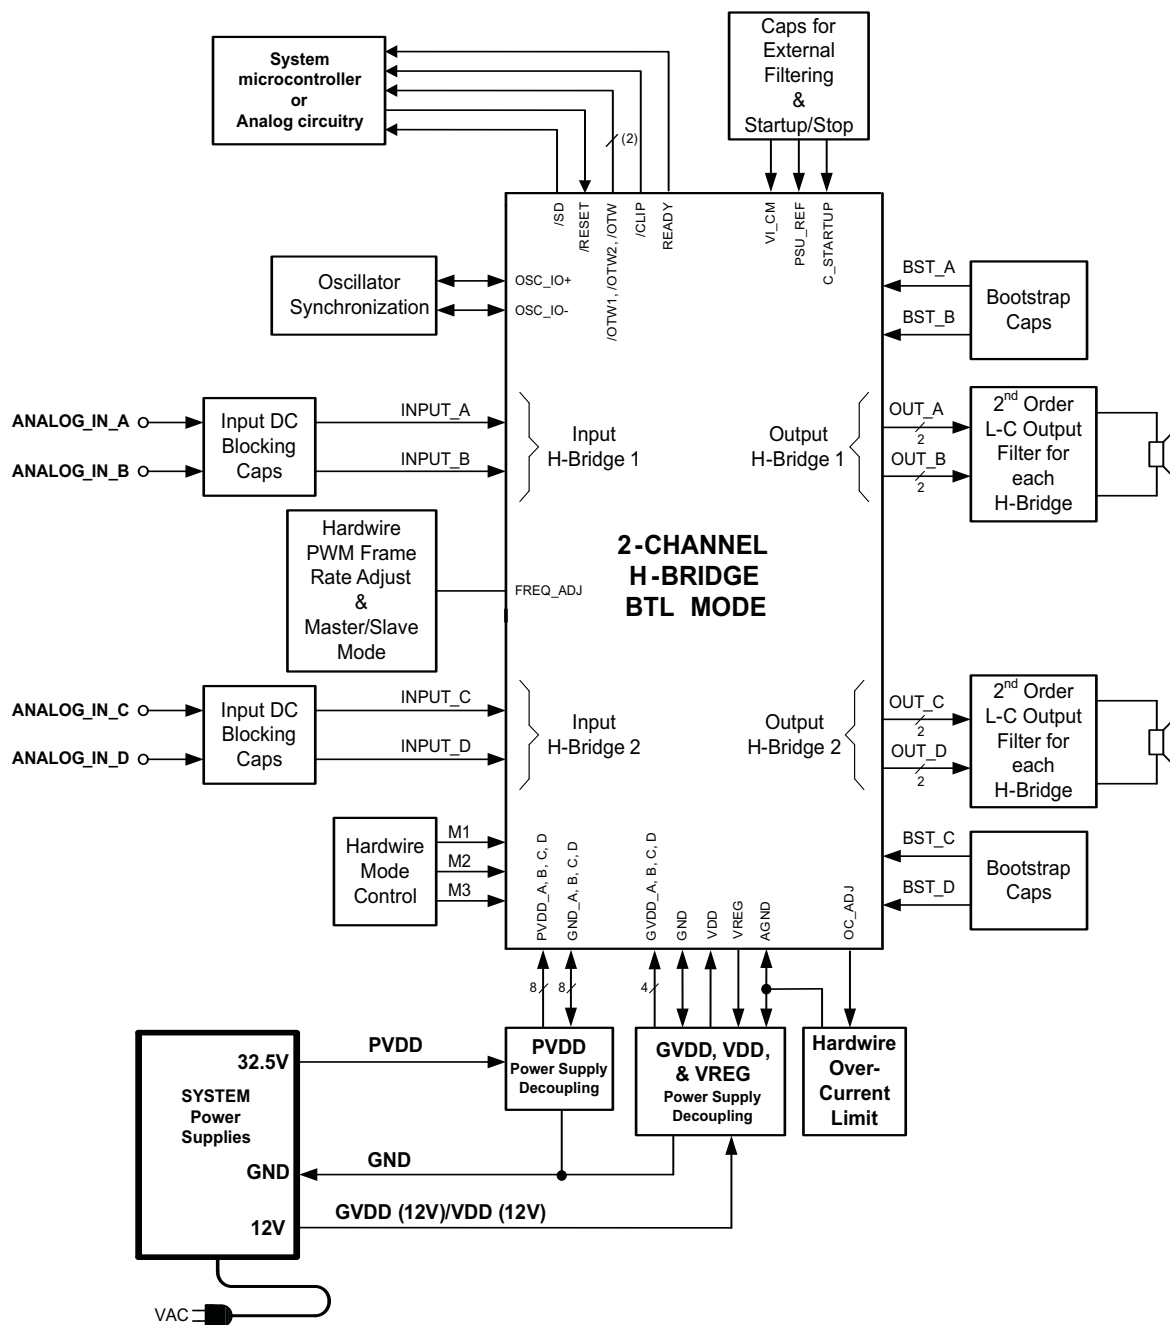 System
microcontroller
or
Analog circuitry
Caps for
External
Filtering
&
Startup/Stop
(2)
/SD
/RESET
/OTW1, /OTW2, /OTW
/CLIP
READY
VI_CM
PSU_REF
C_STARTUP
Oscillator
Synchronization
OSC_IO+
OSC_IO-
BST_A
BST_B
Bootstrap
Caps
ANALOG_IN_A
ANALOG_IN_B
Input DC
Blocking
Caps
INPUT_A
INPUT_B
Input
H-Bridge 1
Output
H-Bridge 1
OUT_A
2
OUT_B
2
2nd Order
L-C Output
Filter for
each
H-Bridge
Hardwire
PWM Frame
Rate Adjust
&
Master/Slave
Mode
FREQ_ADJ
2-CHANNEL
H-BRIDGE
BTL MODE
ANALOG_IN_C
ANALOG_IN_D
Input DC
Blocking
Caps
INPUT_C
INPUT_D
Input
H-Bridge 2
Output
H-Bridge 2
OUT_C
2
OUT_D
2
2nd Order
L-C Output
Filter for
each
H-Bridge
Hardwire
Mode
Control
M1
M2
M3
PVDD_A, B, C, D
GND_A, B, C, D
GVDD_A, B, C, D
GND
VDD
VREG
AGND
OC_ADJ
BST_C
BST_D
Bootstrap
Caps
8
8
4
PVDD
Power Supply
Decoupling
GVDD, VDD,
& VREG
Power Supply
Decoupling
Hardwire
Over-
Current
Limit
32.5V
SYSTEM
Power
Supplies
GND
12V
PVDD
GND
GVDD (12V)/VDD (12V)
VAC